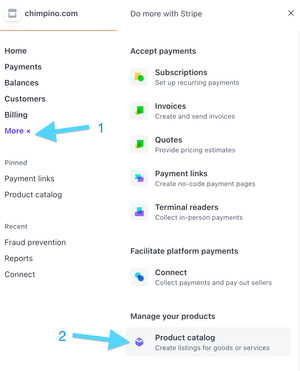 chimpino.com
Do more with Stripe
×
Home
Payments
Balances
Customers
Billing
More ×
1
Pinned
Payment links
Product catalog
Recent
Fraud prevention
Reports
Connect
Accept payments
Subscriptions
Set up recurring payments
Invoices
Create and send invoices
Quotes
Provide pricing estimates
Payment links
Create no-code payment pages
Terminal readers
Collect in-person payments
Facilitate platform payments
Connect
Collect payments and pay out sellers
Manage your products
2
Product catalog
Create listings for goods or services